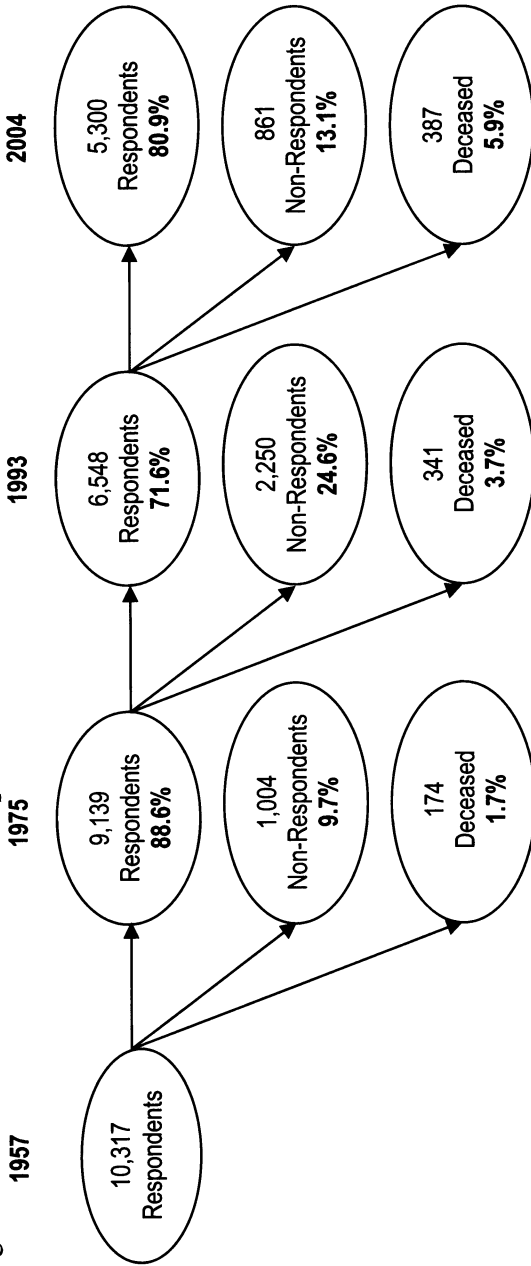 1957
1975
1993
2004
10,317
Respondents
9,139
Respondents
88.6%
1,004
Non-Respondents
9.7%
174
Deceased
1.7%
6,548
Respondents
71.6%
2,250
Non-Respondents
24.6%
341
Deceased
3.7%
5,300
Respondents
80.9%
861
Non-Respondents
13.1%
387
Deceased
5.9%